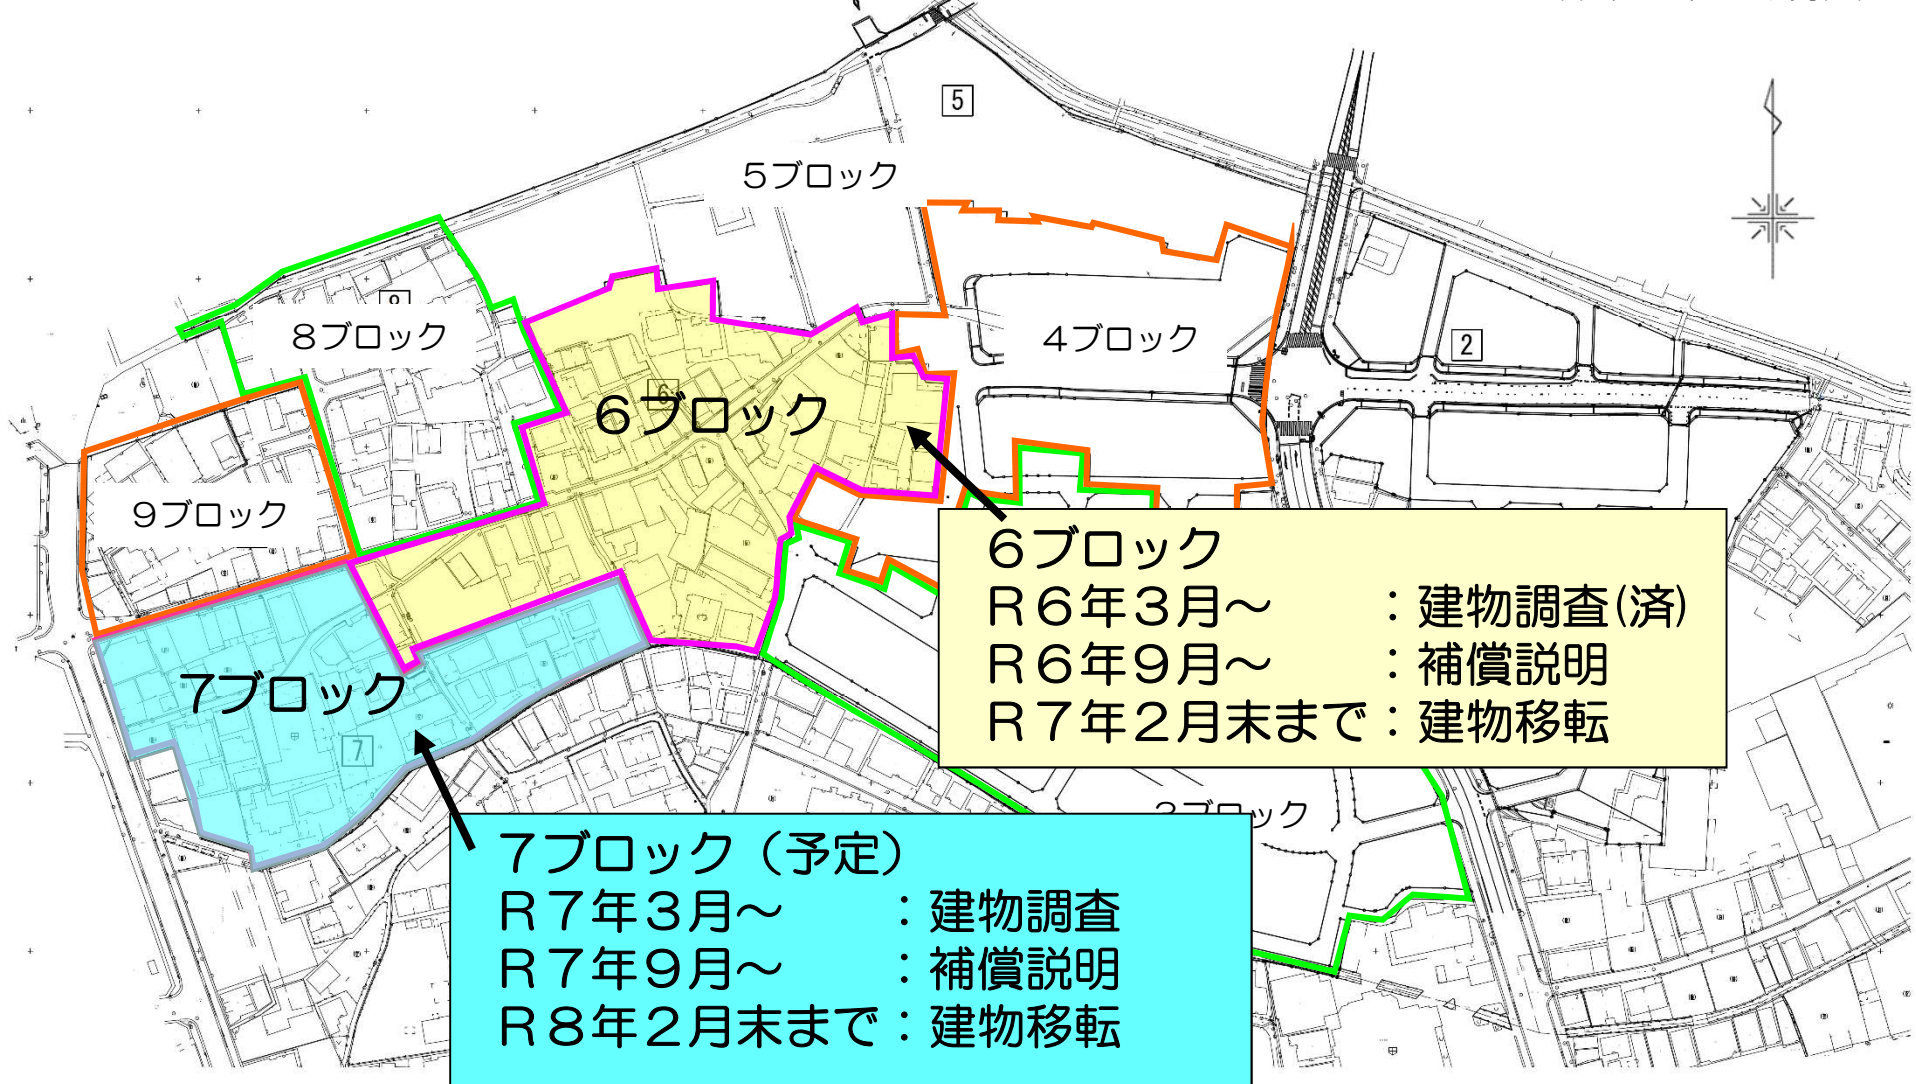 5
5ブロック
8ブロック
4ブロック
2
6
6ブロック
9ブロック
7ブロック
7
6ブロック
R6年3月～　　：建物調査(済)
R6年9月～　　：補償説明
R7年2月末まで：建物移転
ブロック
7ブロック（予定）
R7年3月～　　：建物調査
R7年9月～　　：補償説明
R8年2月末まで：建物移転